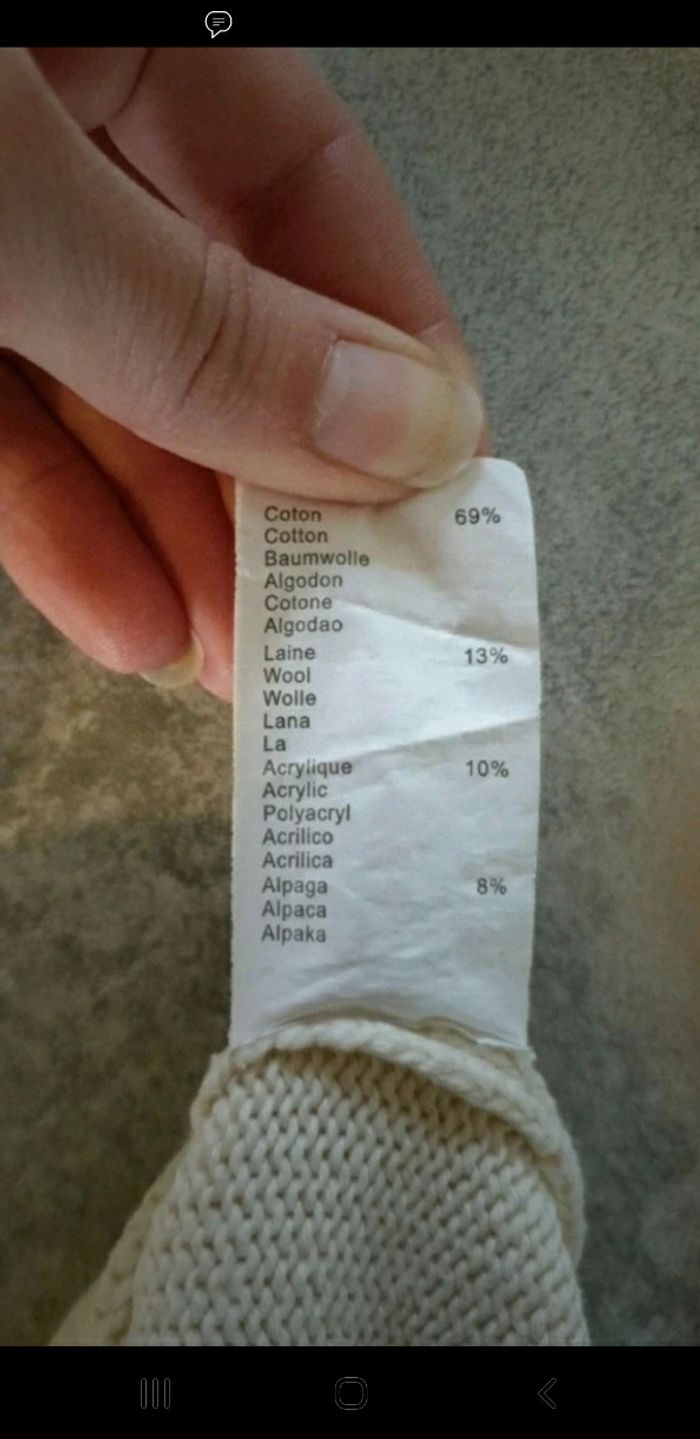 Coton 69%
Cotton
Baumwolle
Algodon
Cotone
Algodao
Laine 13%
Wool
Wolle
Lana
La
Acrylique 10%
Acrylic
Polyacryl
Acrilico
Acrilica
Alpaga 8%
Alpaca
Alpaka